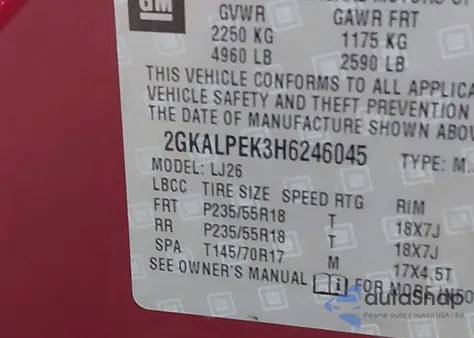 GM
GVWR GAWR FRT
2250 KG 1175 KG
4960 LB 2590 LB
THIS VEHICLE CONFORMS TO ALL
VEHICLE SAFETY AND THEFT PREVENTION
THE DATE OF MANUFACTURE SHOWN
2GKALPEK3H6246045 TYPE: M.
MODEL: LJ26
LBCC TIRE SIZE SPEED RTG RIM
FRT P235/55R18 T 18X7J
RR P235/55R18 T 18X7J
SPA T145/70R17 M 17X4.5T
SEE OWNER'S MANUAL FOR MORE INFO
autaSnap
Pewne auta z aukcji USA i EU